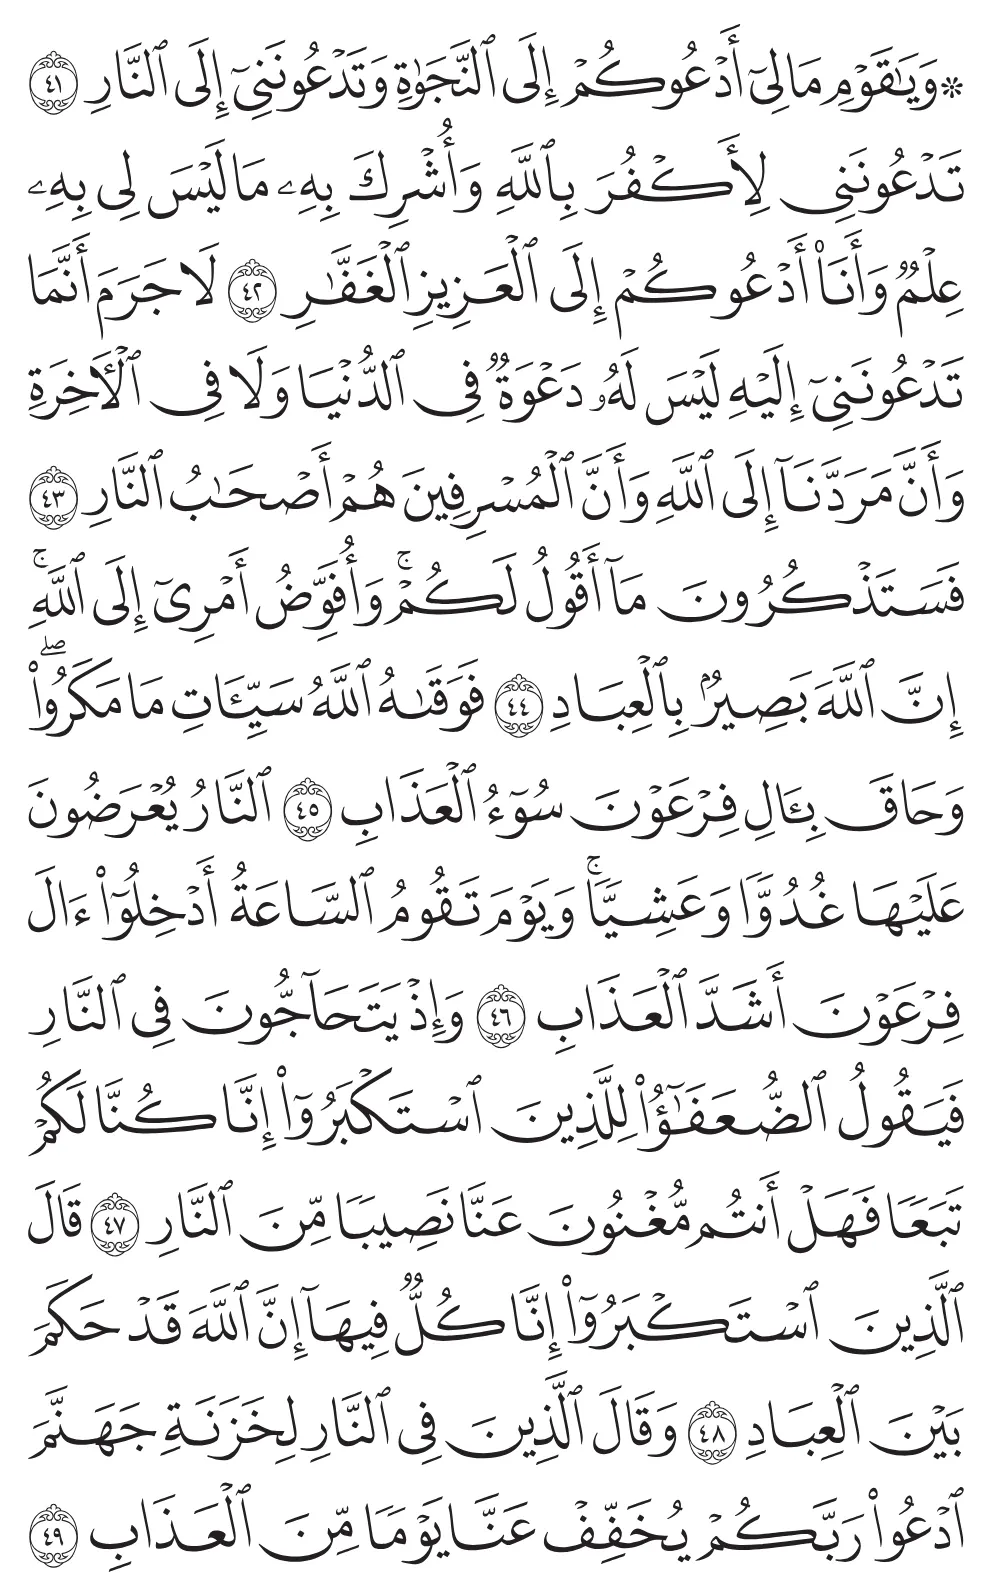 ۞ وَيَٰقَوْمِ مَا لِىٓ أَدْعُوكُمْ إِلَى ٱلنَّجَوٰةِ وَتَدْعُونَنِىٓ إِلَى ٱلنَّارِ ٤١
تَدْعُونَنِى لِأَكْفُرَ بِٱللَّهِ وَأُشْرِكَ بِهِۦ مَا لَيْسَ لِى بِهِۦ
عِلْمٌ وَأَنَا۠ أَدْعُوكُمْ إِلَى ٱلْعَزِيزِ ٱلْغَفَّٰرِ ٤٢ لَا جَرَمَ أَنَّمَا
تَدْعُونَنِىٓ إِلَيْهِ لَيْسَ لَهُۥ دَعْوَةٌ فِى ٱلدُّنْيَا وَلَا فِى ٱلْأَخِرَةِ
وَأَنَّ مَرَدَّنَآ إِلَى ٱللَّهِ وَأَنَّ ٱلْمُسْرِفِينَ هُمْ أَصْحَٰبُ ٱلنَّارِ ٤٣
فَسَتَذْكُرُونَ مَآ أَقُولُ لَكُمْ ۚ وَأُفَوِّضُ أَمْرِىٓ إِلَى ٱللَّهِ ۚ
إِنَّ ٱللَّهَ بَصِيرٌۢ بِٱلْعِبَادِ ٤٤ فَوَقَىٰهُ ٱللَّهُ سَيِّـَٔاتِ مَا مَكَرُوا۟ ۖ
وَحَاقَ بِـَٔالِ فِرْعَوْنَ سُوٓءُ ٱلْعَذَابِ ٤٥ ٱلنَّارُ يُعْرَضُونَ
عَلَيْهَا غُدُوًّا وَعَشِيًّا ۚ وَيَوْمَ تَقُومُ ٱلسَّاعَةُ أَدْخِلُوٓا۟ ءَالَ
فِرْعَوْنَ أَشَدَّ ٱلْعَذَابِ ٤٦ وَإِذْ يَتَحَآجُّونَ فِى ٱلنَّارِ
فَيَقُولُ ٱلضُّعَفَٰٓؤُا۟ لِلَّذِينَ ٱسْتَكْبَرُوٓا۟ إِنَّا كُنَّا لَكُمْ
تَبَعًا فَهَلْ أَنتُم مُّغْنُونَ عَنَّا نَصِيبًا مِّنَ ٱلنَّارِ ٤٧ قَالَ
ٱلَّذِينَ ٱسْتَكْبَرُوٓا۟ إِنَّا كُلٌّ فِيهَآ إِنَّ ٱللَّهَ قَدْ حَكَمَ
بَيْنَ ٱلْعِبَادِ ٤٨ وَقَالَ ٱلَّذِينَ فِى ٱلنَّارِ لِخَزَنَةِ جَهَنَّمَ
ٱدْعُوا۟ رَبَّكُمْ يُخَفِّفْ عَنَّا يَوْمًا مِّنَ ٱلْعَذَابِ ٤٩